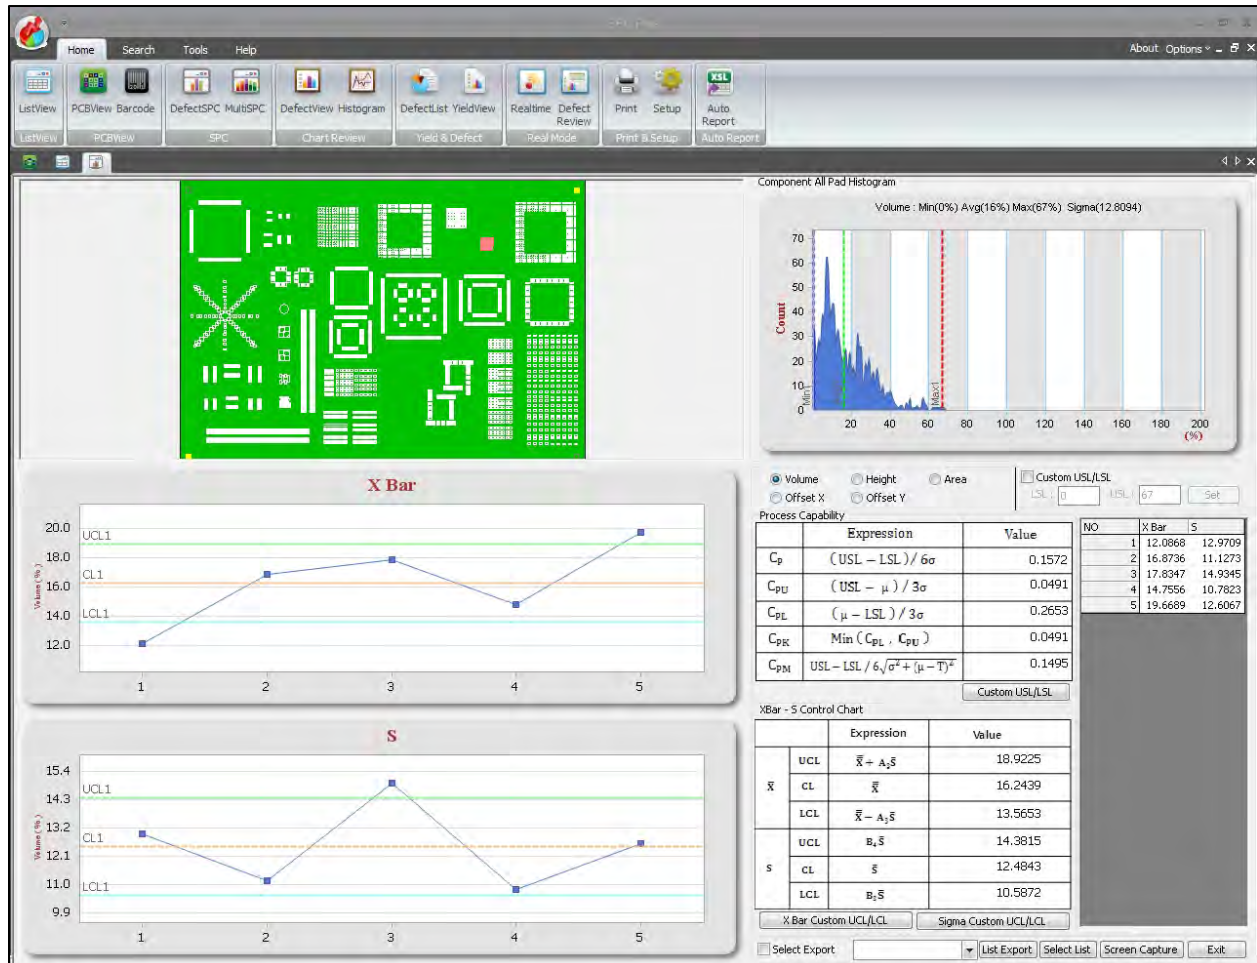 Home Search Tools Help
About Options
ListView PCBView Barcode DefectSPC MultiSPC DefectView Histogram DefectList YieldView Realtime Defect Review Print Setup Auto Report
ListView PCBView SPC Chart Review Yield & Defect Real Mode Print & Setup Auto Report
Component All Pad Histogram
Volume : Min(0%) Avg(16%) Max(67%) Sigma(12.8094)
70
60
50
40
30
20
10
0
Count
Min1
Max1
20 40 60 80 100 120 140 160 180 200
(%)
X Bar
20.0
18.0
16.0
14.0
12.0
Volume (%)
UCL1
CL1
LCL1
1 2 3 4 5
S
15.4
14.3
13.2
12.1
11.0
9.9
Volume (%)
UCL1
CL1
LCL1
1 2 3 4 5
Volume Height Area
Offset X Offset Y
Custom USL/LSL
LSL : 0 USL : 67 Set
Process Capability
Expression Value
CP (USL − LSL) / 6σ 0.1572
CPU (USL − μ) / 3σ 0.0491
CPL (μ − LSL) / 3σ 0.2653
CPK Min (CPL , CPU) 0.0491
CPM USL − LSL / 6√σ² + (μ − T)² 0.1495
Custom USL/LSL
NO X Bar S
1 12.0868 12.9709
2 16.8736 11.1273
3 17.8347 14.9345
4 14.7556 10.7823
5 19.6689 12.6067
XBar - S Control Chart
Expression Value
X̿ UCL X̿ + A₃S̄ 18.9225
CL X̿ 16.2439
LCL X̿ − A₃S̄ 13.5653
S UCL B₄S̄ 14.3815
CL S̄ 12.4843
LCL B₃S̄ 10.5872
X Bar Custom UCL/LCL Sigma Custom UCL/LCL
Select Export List Export Select List Screen Capture Exit